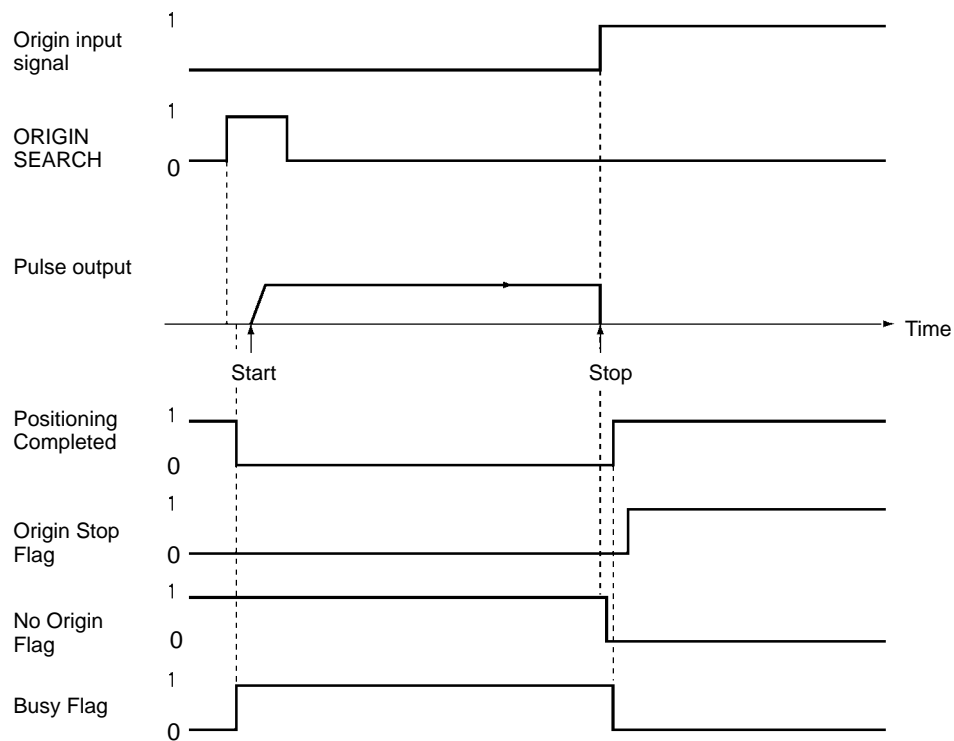 1
Origin input
signal
1
ORIGIN
SEARCH
0
Pulse output
Time
Start
Stop
1
Positioning
Completed
0
1
Origin Stop
Flag
0
1
No Origin
Flag
0
1
Busy Flag
0